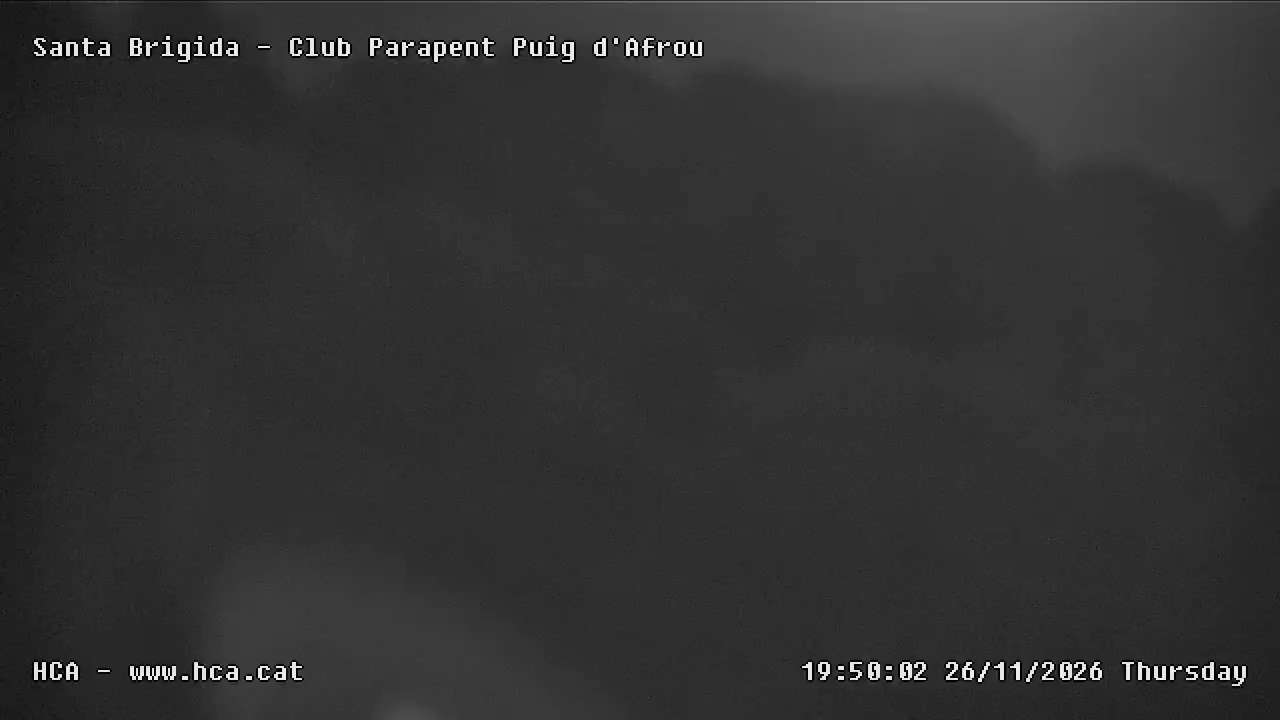 Santa Brigida - Club Parapent Puig d'Afrou
HCA - www.hca.cat
19:50:02 26/11/2026 Thursday